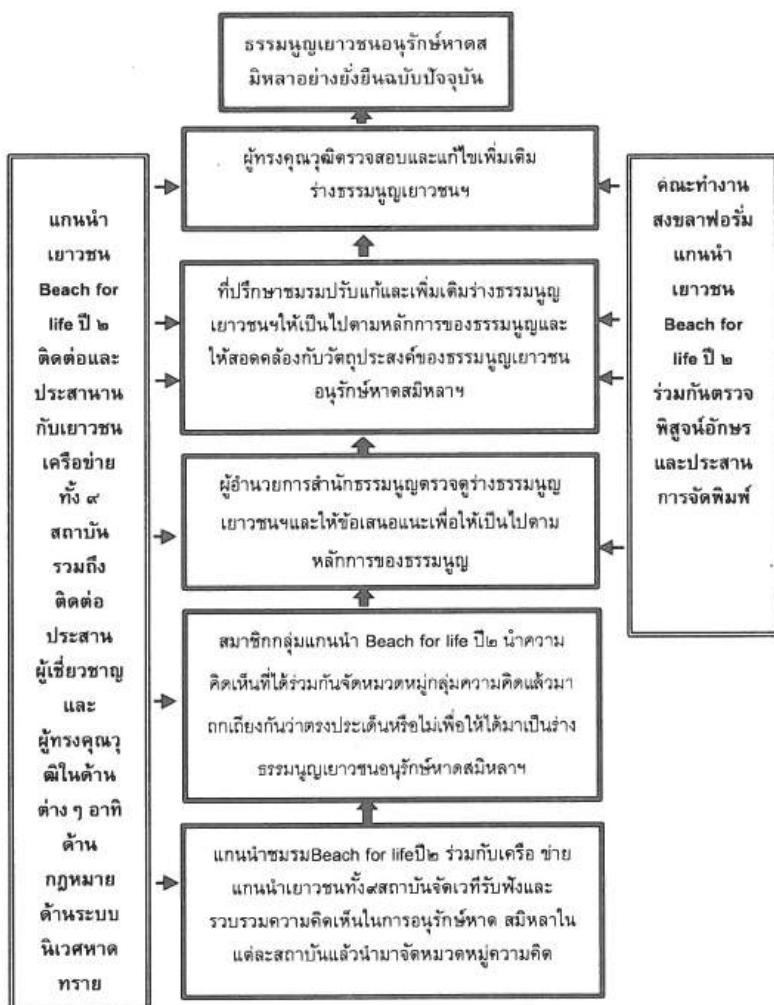 ธรรมนูญเยาวชนอนุรักษ์หาดส
มิหลาอย่างยั่งยืนฉบับปัจจุบัน
ผู้ทรงคุณวุฒิตรวจสอบและแก้ไขเพิ่มเติม
ร่างธรรมนูญเยาวชนฯ
ที่ปรึกษาชมรมปรับแก้และเพิ่มเติมร่างธรรมนูญ
เยาวชนฯให้เป็นไปตามหลักการของธรรมนูญและ
ให้สอดคล้องกับวัตถุประสงค์ของธรรมนูญเยาวชน
อนุรักษ์หาดสมิหลาฯ
ผู้อำนวยการสำนักธรรมนูญตรวจดูร่างธรรมนูญ
เยาวชนฯและให้ข้อเสนอแนะเพื่อให้เป็นไปตาม
หลักการของธรรมนูญ
สมาชิกกลุ่มแกนนำ Beach for life ปี๒ นำความ
คิดเห็นที่ได้ร่วมกันจัดหมวดหมู่กลุ่มความคิดแล้วมา
ถกเถียงกันว่าตรงประเด็นหรือไม่เพื่อให้ได้มาเป็นร่าง
ธรรมนูญเยาวชนอนุรักษ์หาดสมิหลาฯ
แกนนำชมรมBeach for lifeปี๒ ร่วมกับเครือ ข่าย
แกนนำเยาวชนทั้ง๙สถาบันจัดเวทีรับฟังและ
รวบรวมความคิดเห็นในการอนุรักษ์หาด สมิหลาใน
แต่ละสถาบันแล้วนำมาจัดหมวดหมู่ความคิด
แกนนำ
เยาวชน
Beach for
life ปี ๒
ติดต่อและ
ประสานาน
กับเยาวชน
เครือข่าย
ทั้ง ๙
สถาบัน
รวมถึง
ติดต่อ
ประสาน
ผู้เชี่ยวชาญ
และ
ผู้ทรงคุณวุ
ฒิในด้าน
ต่าง ๆ อาทิ
ด้าน
กฎหมาย
ด้านระบบ
นิเวศหาด
ทราย
คณะทำงาน
สงขลาฟอรั่ม
แกนนำ
เยาวชน
Beach for
life ปี ๒
ร่วมกันตรวจ
พิสูจน์อักษร
และประสาน
การจัดพิมพ์